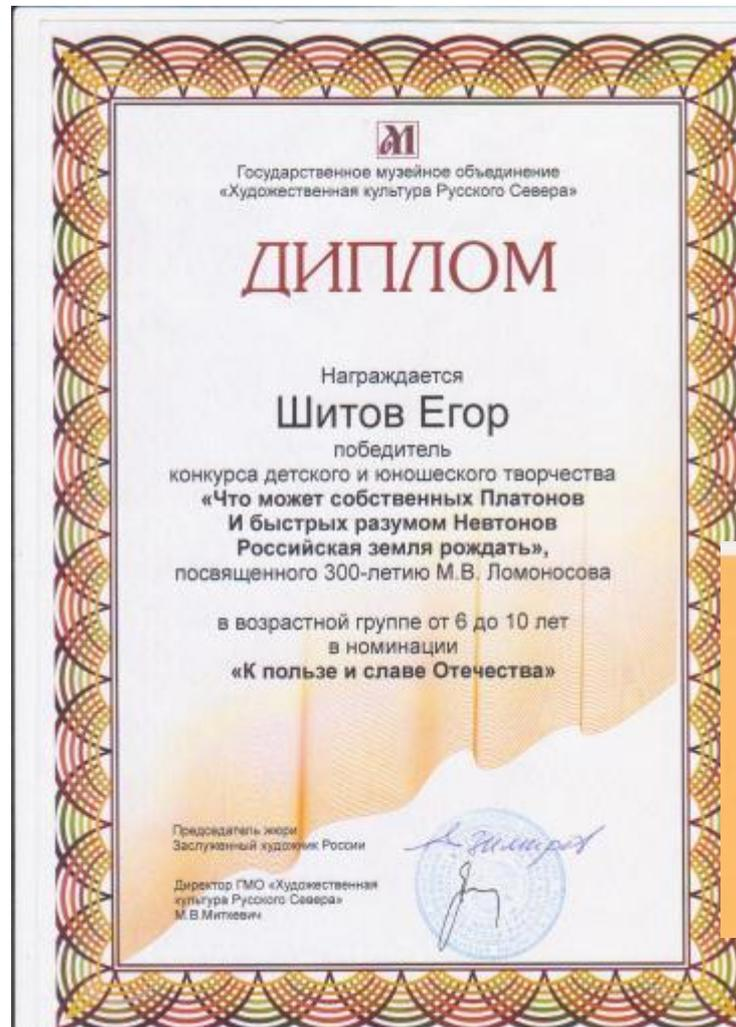 Государственное музейное объединение
«Художественная культура Русского Севера»
ДИПЛОМ
Награждается
Шитов Егор
победитель
конкурса детского и юношеского творчества
«Что может собственных Платонов
И быстрых разумом Невтонов
Российская земля рождать»,
посвященного 300-летию М.В. Ломоносова
в возрастной группе от 6 до 10 лет
в номинации
«К пользе и славе Отечества»
Председатель жюри
Заслуженный художник России
Директор ГМО «Художественная
культура Русского Севера»
М.В.Миткевич